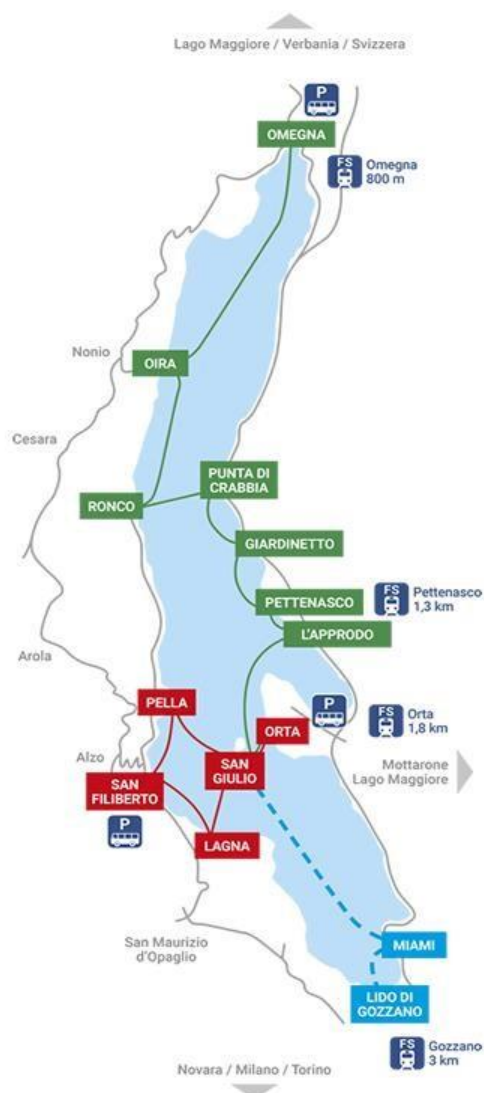 Lago Maggiore / Verbania / Svizzera
P
OMEGNA
FS
Omegna
800 m
Nonio
OIRA
Cesara
PUNTA DI
CRABBIA
RONCO
GIARDINETTO
PETTENASCO
FS
Pettenasco
1,3 km
L'APPRODO
Arola
PELLA
P
ORTA
FS
Orta
1,8 km
Alzo
SAN
GIULIO
Mottarone
Lago Maggiore
SAN
FILIBERTO
P
LAGNA
San Maurizio
d'Opaglio
MIAMI
LIDO DI
GOZZANO
FS
Gozzano
3 km
Novara / Milano / Torino